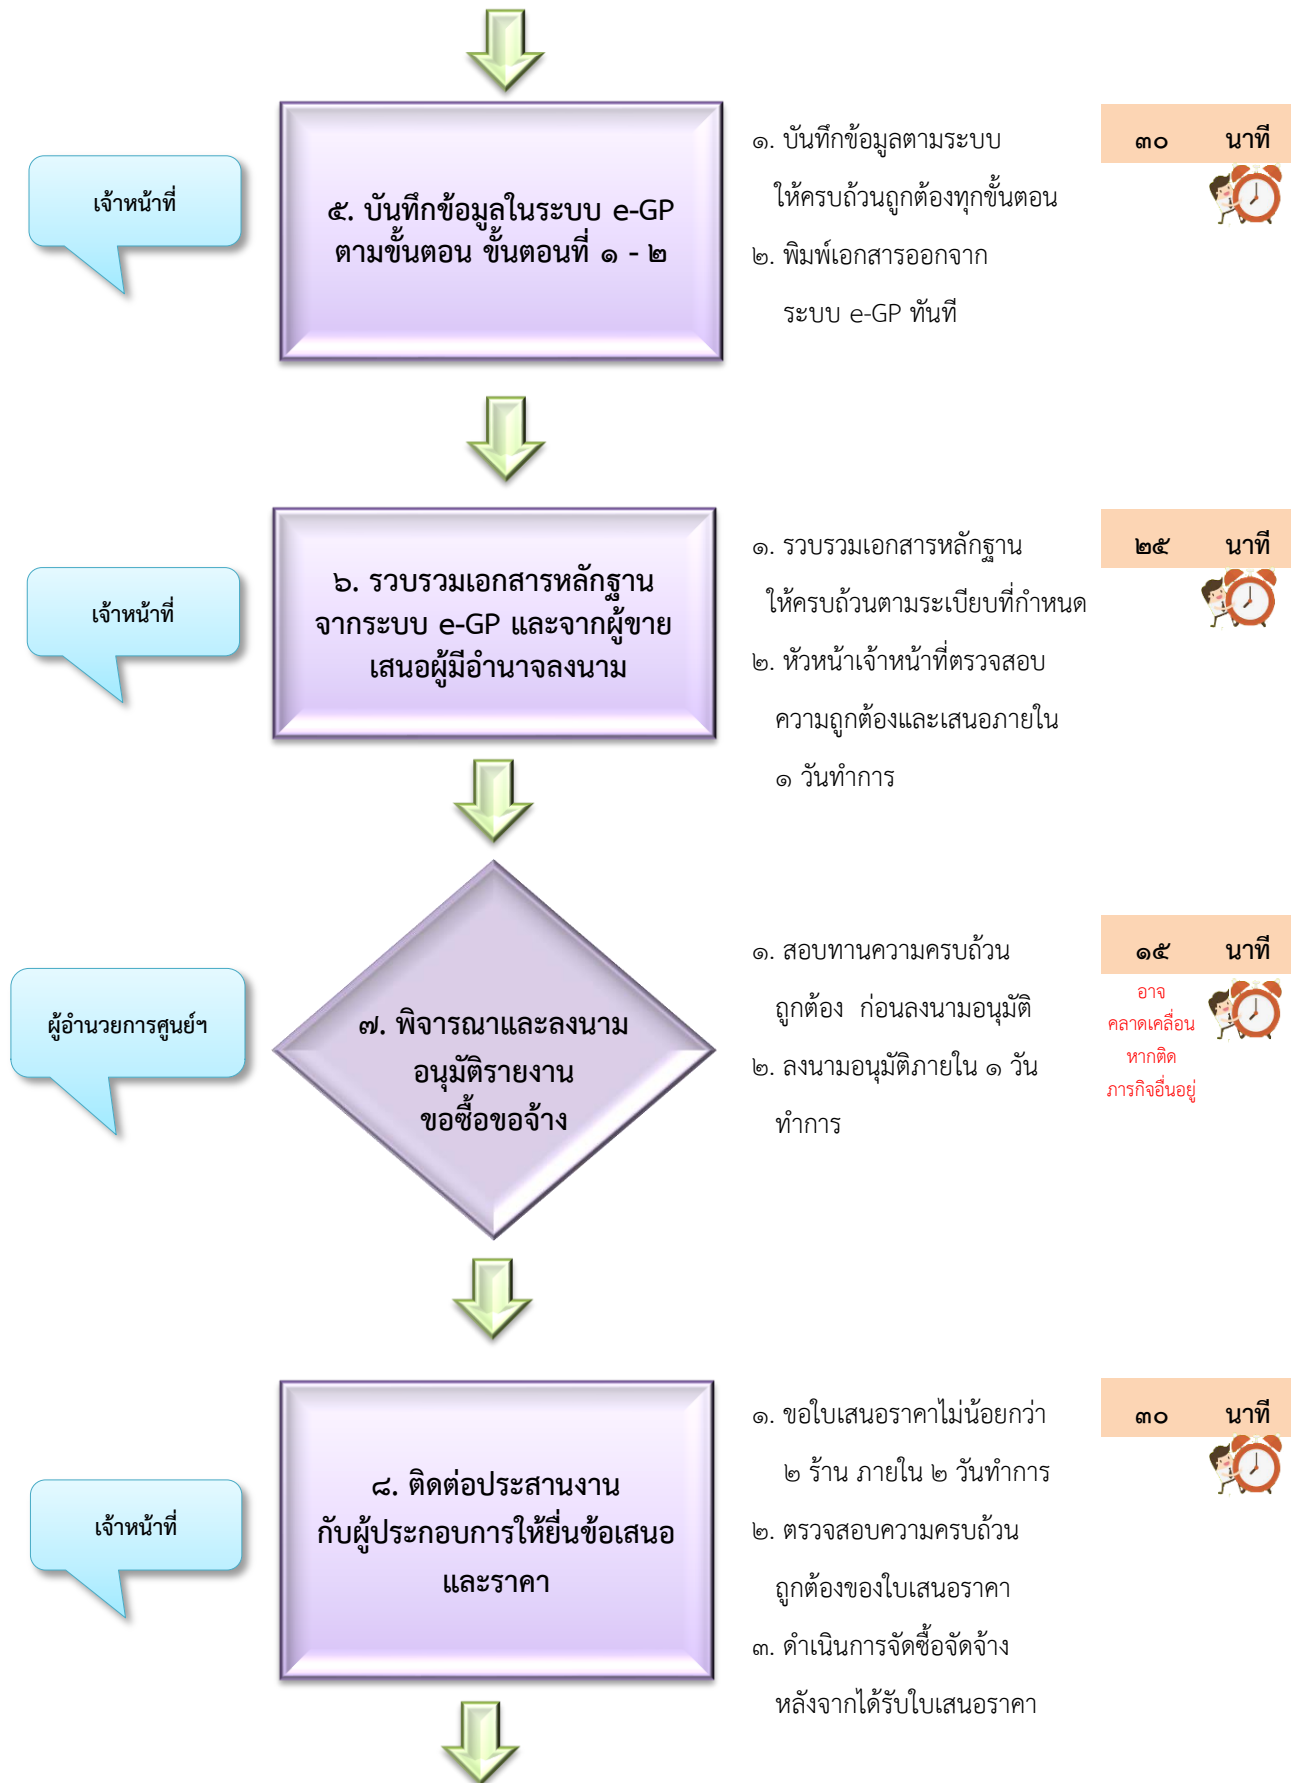 เจ้าหน้าที่
๕. บันทึกข้อมูลในระบบ e-GP
ตามขั้นตอน ขั้นตอนที่ ๑ - ๒
๑. บันทึกข้อมูลตามระบบ
ให้ครบถ้วนถูกต้องทุกขั้นตอน
๒. พิมพ์เอกสารออกจาก
ระบบ e-GP ทันที
๓๐ นาที
เจ้าหน้าที่
๖. รวบรวมเอกสารหลักฐาน
จากระบบ e-GP และจากผู้ขาย
เสนอผู้มีอำนาจลงนาม
๑. รวบรวมเอกสารหลักฐาน
ให้ครบถ้วนตามระเบียบที่กำหนด
๒. หัวหน้าเจ้าหน้าที่ตรวจสอบ
ความถูกต้องและเสนอภายใน
๑ วันทำการ
๒๕ นาที
ผู้อำนวยการศูนย์ฯ
๗. พิจารณาและลงนาม
อนุมัติรายงาน
ขอซื้อขอจ้าง
๑. สอบทานความครบถ้วน
ถูกต้อง ก่อนลงนามอนุมัติ
๒. ลงนามอนุมัติภายใน ๑ วัน
ทำการ
๑๕ นาที
อาจ
คลาดเคลื่อน
หากติด
ภารกิจอื่นอยู่
เจ้าหน้าที่
๘. ติดต่อประสานงาน
กับผู้ประกอบการให้ยื่นข้อเสนอ
และราคา
๑. ขอใบเสนอราคาไม่น้อยกว่า
๒ ร้าน ภายใน ๒ วันทำการ
๒. ตรวจสอบความครบถ้วน
ถูกต้องของใบเสนอราคา
๓. ดำเนินการจัดซื้อจัดจ้าง
หลังจากได้รับใบเสนอราคา
๓๐ นาที